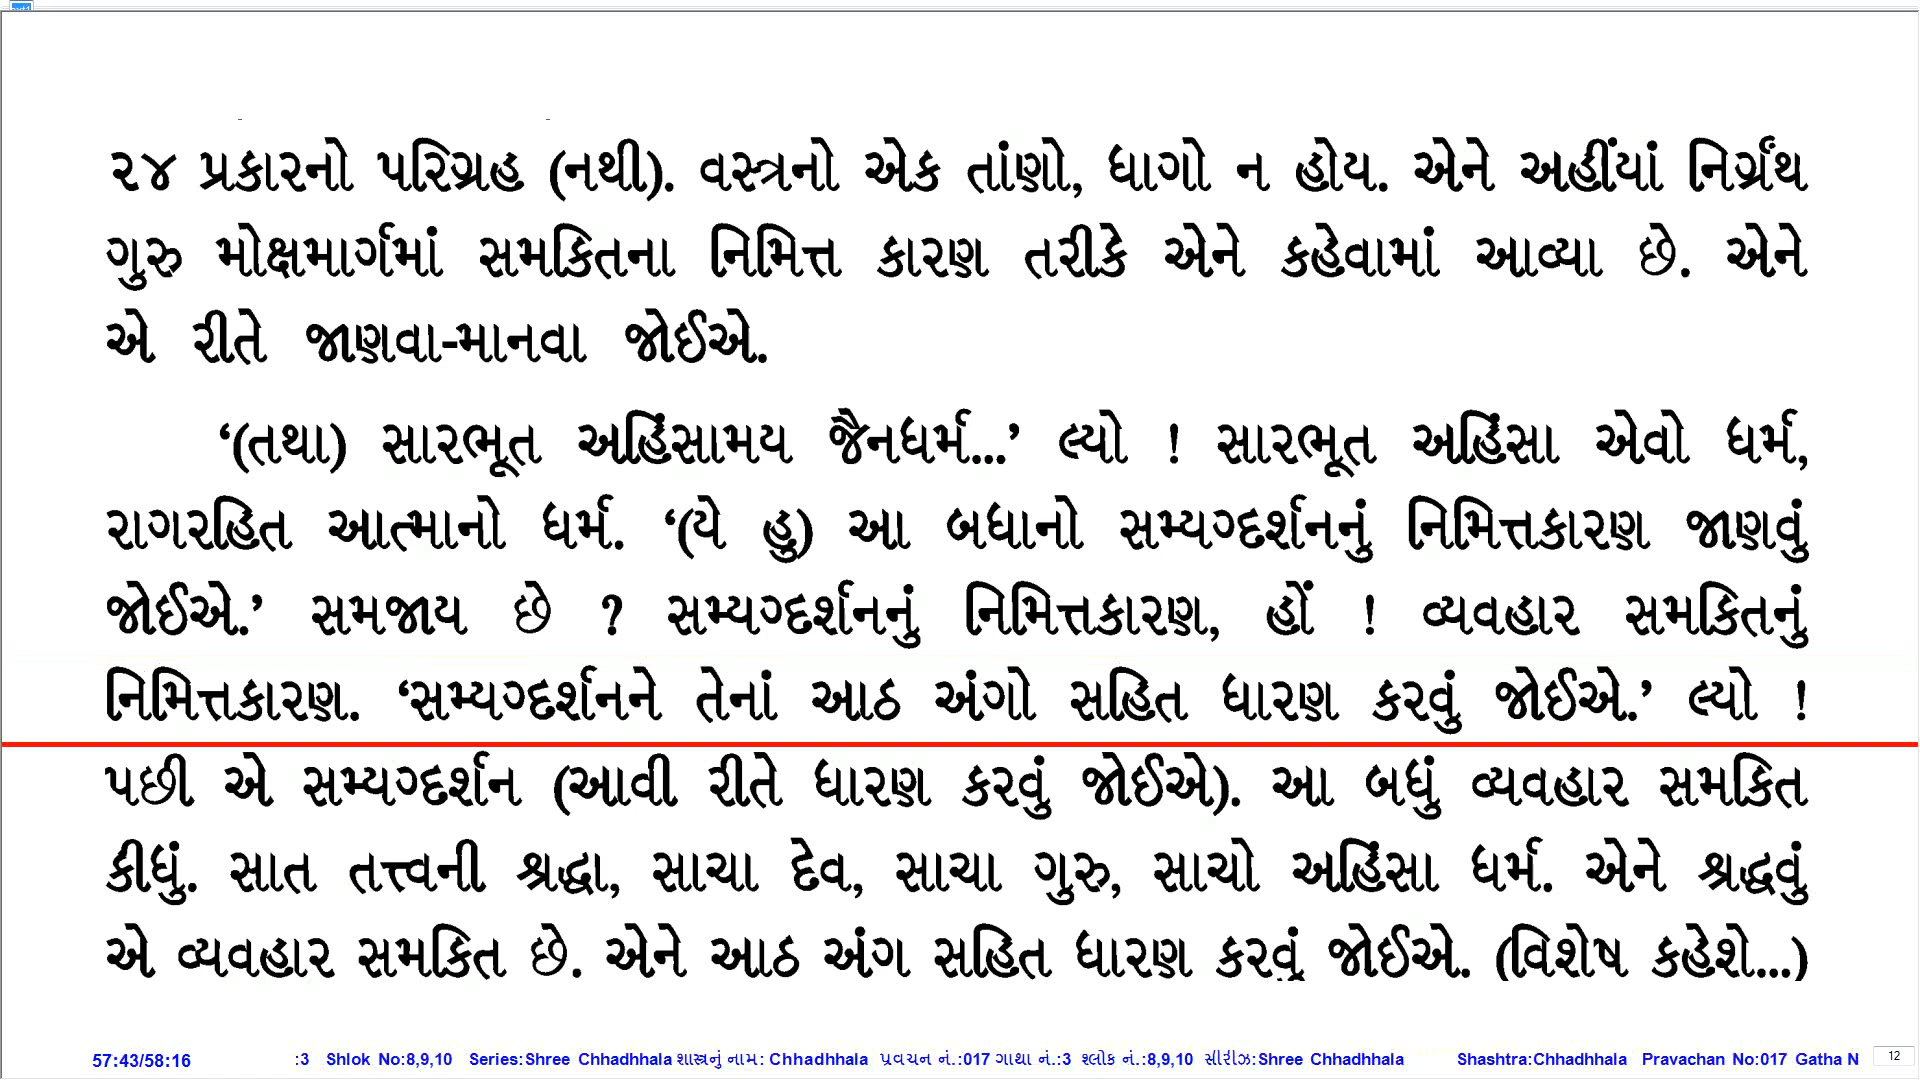 ૨૪ પ્રકારનો પરિગ્રહ (નથી). વસ્ત્રનો એક તાંણો, ધાગો ન હોય. એને અહીંયાં નિર્ગ્રંથ
ગુરુ મોક્ષમાર્ગમાં સમકિતના નિમિત્ત કારણ તરીકે એને કહેવામાં આવ્યા છે. એને
એ રીતે જાણવા-માનવા જોઈએ.
‘(તથા) સારભૂત અહિંસામય જૈનધર્મ...’ લ્યો ! સારભૂત અહિંસા એવો ધર્મ,
રાગરહિત આત્માનો ધર્મ. ‘(યે હુ) આ બધાનો સમ્યગ્દર્શનનું નિમિત્તકારણ જાણવું
જોઈએ.’ સમજાય છે ? સમ્યગ્દર્શનનું નિમિત્તકારણ, હોં ! વ્યવહાર સમકિતનું
નિમિત્તકારણ. ‘સમ્યગ્દર્શનને તેનાં આઠ અંગો સહિત ધારણ કરવું જોઈએ.’ લ્યો !
પછી એ સમ્યગ્દર્શન (આવી રીતે ધારણ કરવું જોઈએ). આ બધું વ્યવહાર સમકિત
કીધું. સાત તત્ત્વની શ્રદ્ધા, સાચા દેવ, સાચા ગુરુ, સાચો અહિંસા ધર્મ. એને શ્રદ્ધવું
એ વ્યવહાર સમકિત છે. એને આઠ અંગ સહિત ધારણ કરવું જોઈએ. (વિશેષ કહેશે...)
57:43/58:16 :3 Shlok No:8,9,10 Series:Shree Chhadhhala શાસ્ત્રનું નામ: Chhadhhala પ્રવચન નં.:017 ગાથા નં.:3 શ્લોક નં.:8,9,10 સીરીઝ:Shree Chhadhhala Shashtra:Chhadhhala Pravachan No:017 Gatha N 12